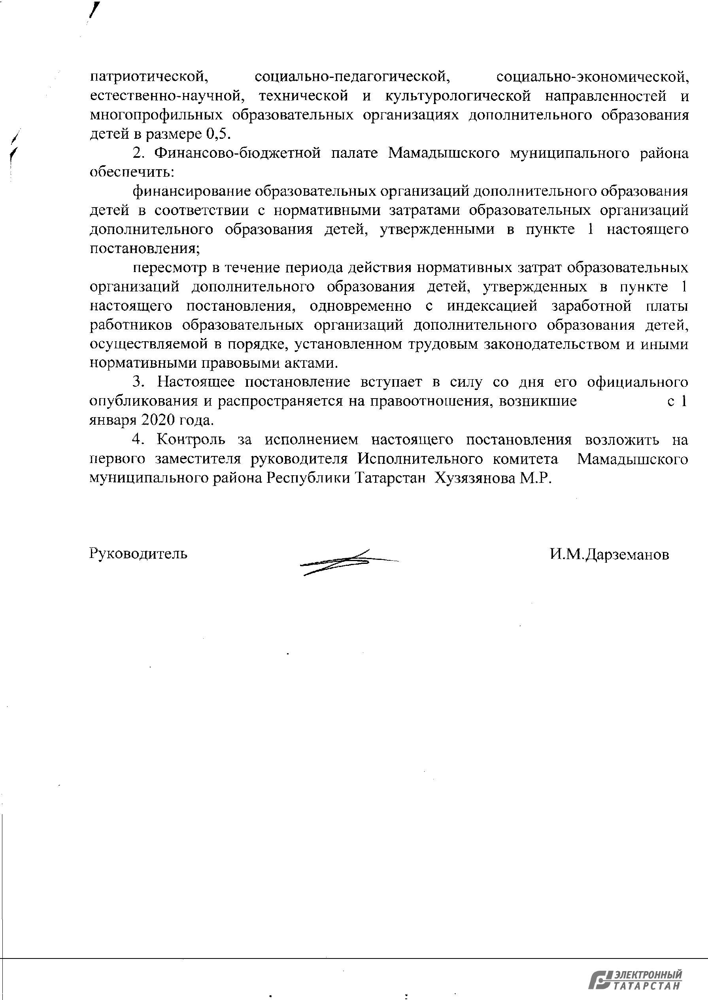 патриотической, социально-педагогической, социально-экономической,
естественно-научной, технической и культурологической направленностей и
многопрофильных образовательных организациях дополнительного образования
детей в размере 0,5.
2. Финансово-бюджетной палате Мамадышского муниципального района
обеспечить:
финансирование образовательных организаций дополнительного образования
детей в соответствии с нормативными затратами образовательных организаций
дополнительного образования детей, утвержденными в пункте 1 настоящего
постановления;
пересмотр в течение периода действия нормативных затрат образовательных
организаций дополнительного образования детей, утвержденных в пункте 1
настоящего постановления, одновременно с индексацией заработной платы
работников образовательных организаций дополнительного образования детей,
осуществляемой в порядке, установленном трудовым законодательством и иными
нормативными правовыми актами.
3. Настоящее постановление вступает в силу со дня его официального
опубликования и распространяется на правоотношения, возникшие с 1
января 2020 года.
4. Контроль за исполнением настоящего постановления возложить на
первого заместителя руководителя Исполнительного комитета Мамадышского
муниципального района Республики Татарстан Хузязянова М.Р.
Руководитель И.М.Дарземанов
ЭЛЕКТРОННЫЙ
ТАТАРСТАН